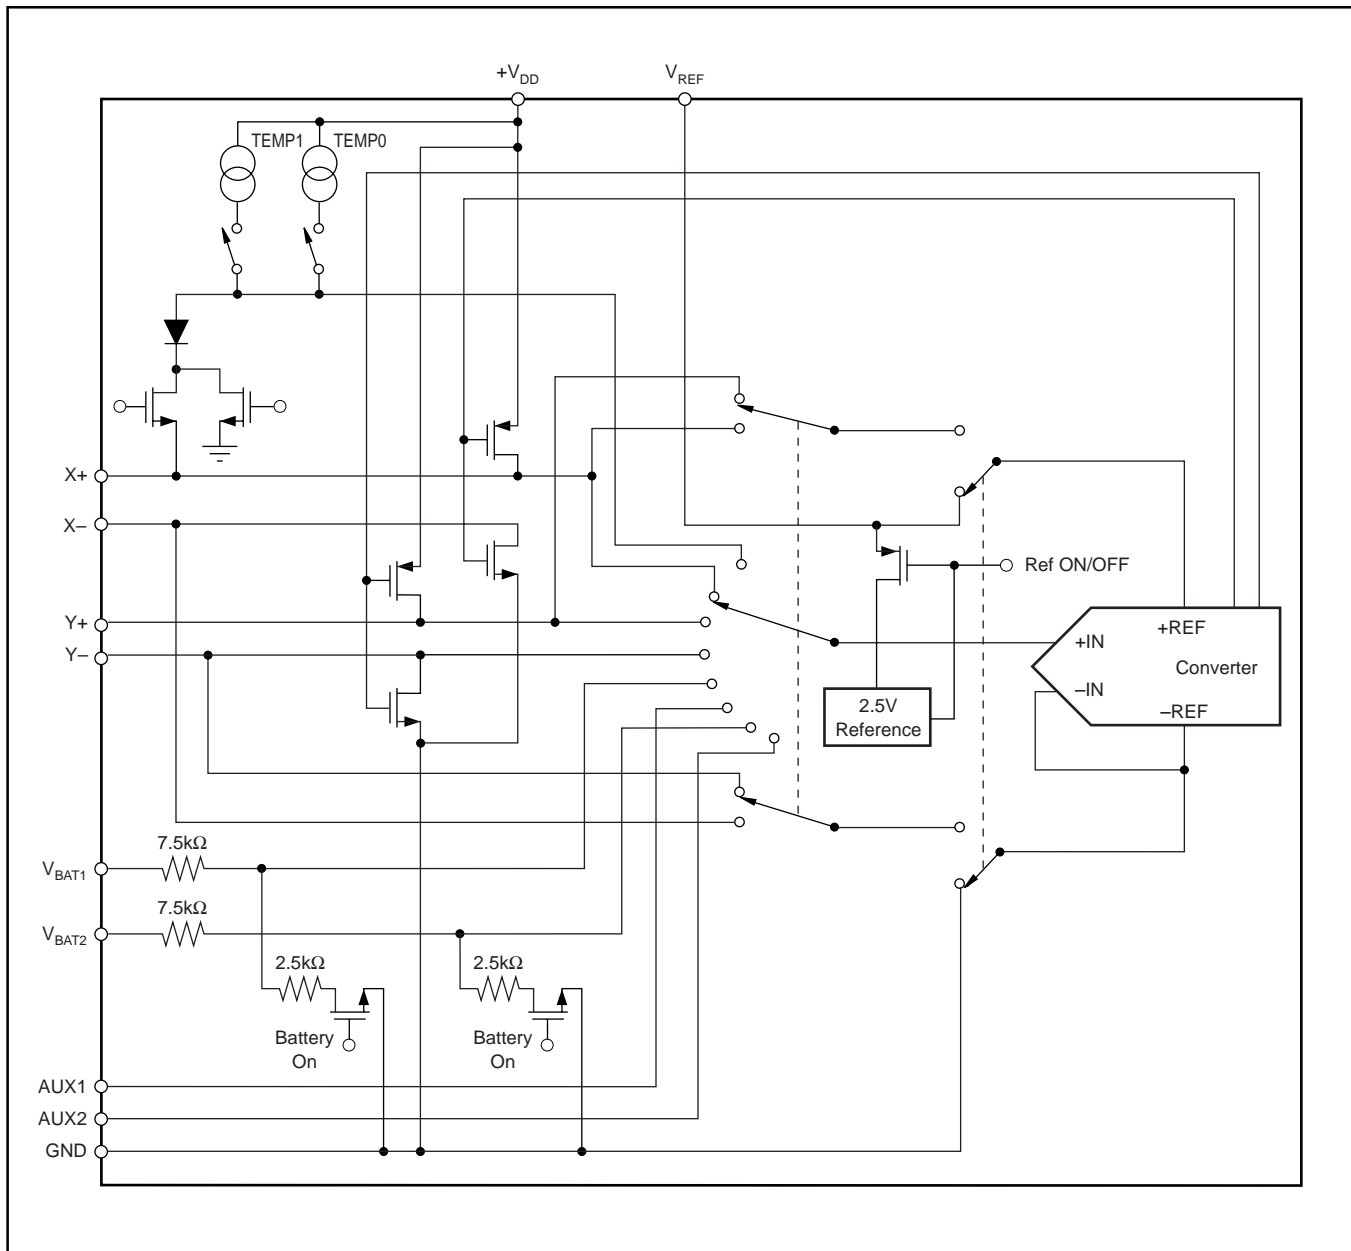 +VDD
VREF
TEMP1
TEMP0
X+
X–
Y+
Y–
Ref ON/OFF
+REF
+IN
Converter
–IN
–REF
2.5V
Reference
7.5kΩ
VBAT1
7.5kΩ
VBAT2
2.5kΩ
2.5kΩ
Battery
On
Battery
On
AUX1
AUX2
GND